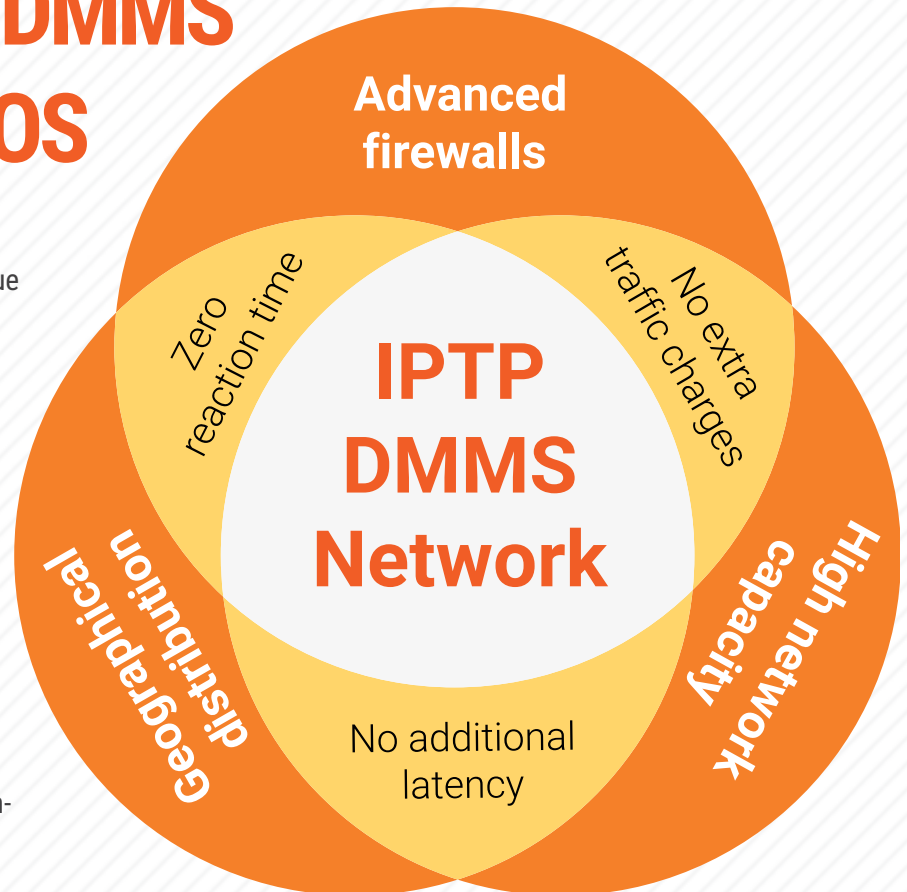 DMMS
OS
ue
Advanced
firewalls
Zero
reaction time
No extra
traffic charges
IPTP
DMMS
Network
Geographical
distribution
High network
capacity
No additional
latency
n-